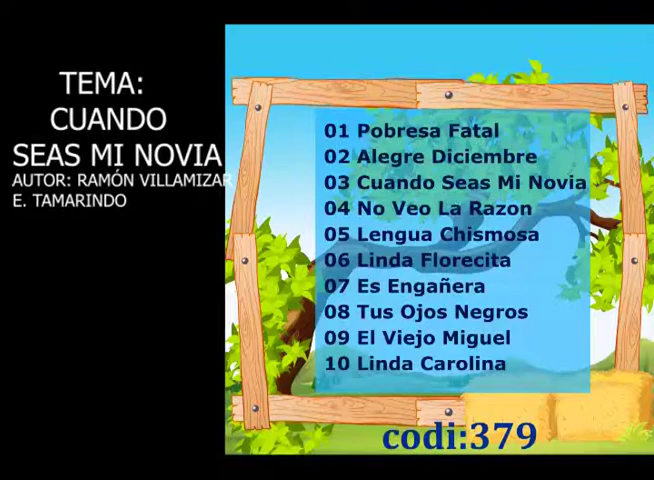 TEMA:
CUANDO
SEAS MI NOVIA
AUTOR: RAMÓN VILLAMIZAR
E. TAMARINDO
01 Pobresa Fatal
02 Alegre Diciembre
03 Cuando Seas Mi Novia
04 No Veo La Razon
05 Lengua Chismosa
06 Linda Florecita
07 Es Engañera
08 Tus Ojos Negros
09 El Viejo Miguel
10 Linda Carolina
codi:379